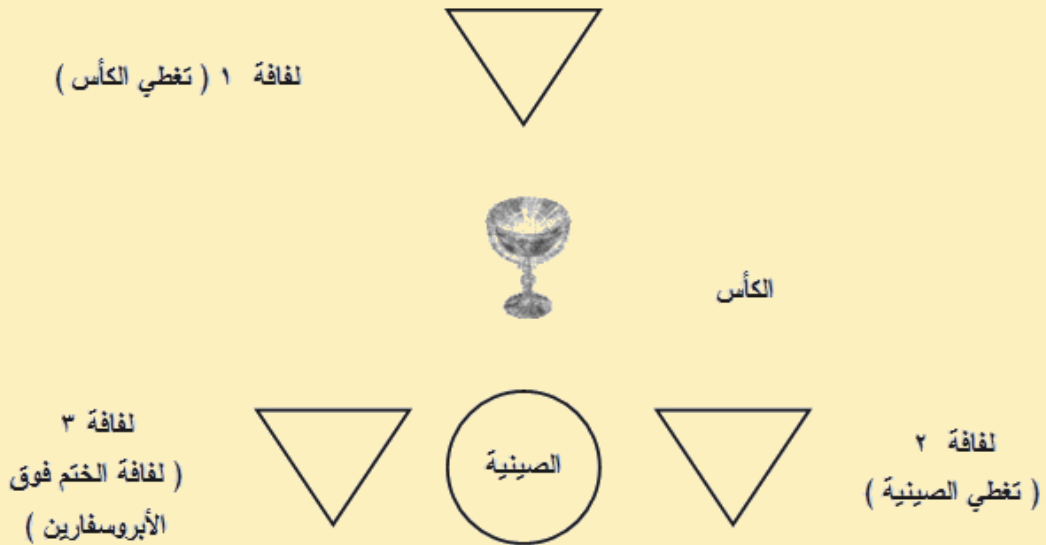 لفافة ١ ( تغطي الكأس )
الكأس
لفافة ٢
( تغطي الصينية )
الصينية
لفافة ٣
( لفافة الختم فوق
الأبروسفارين )